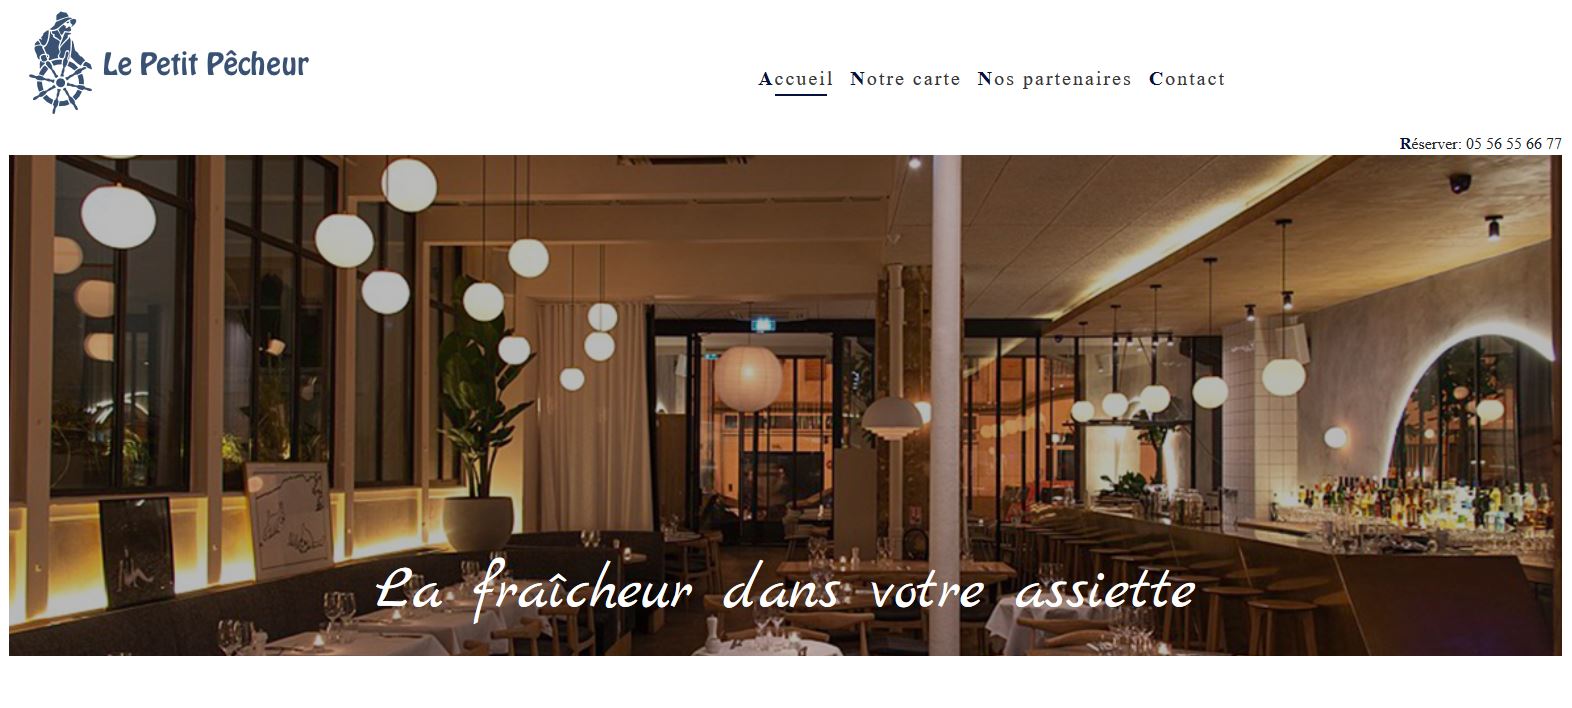 Le Petit Pêcheur
Accueil Notre carte Nos partenaires Contact
Réserver: 05 56 55 66 77
La fraîcheur dans votre assiette